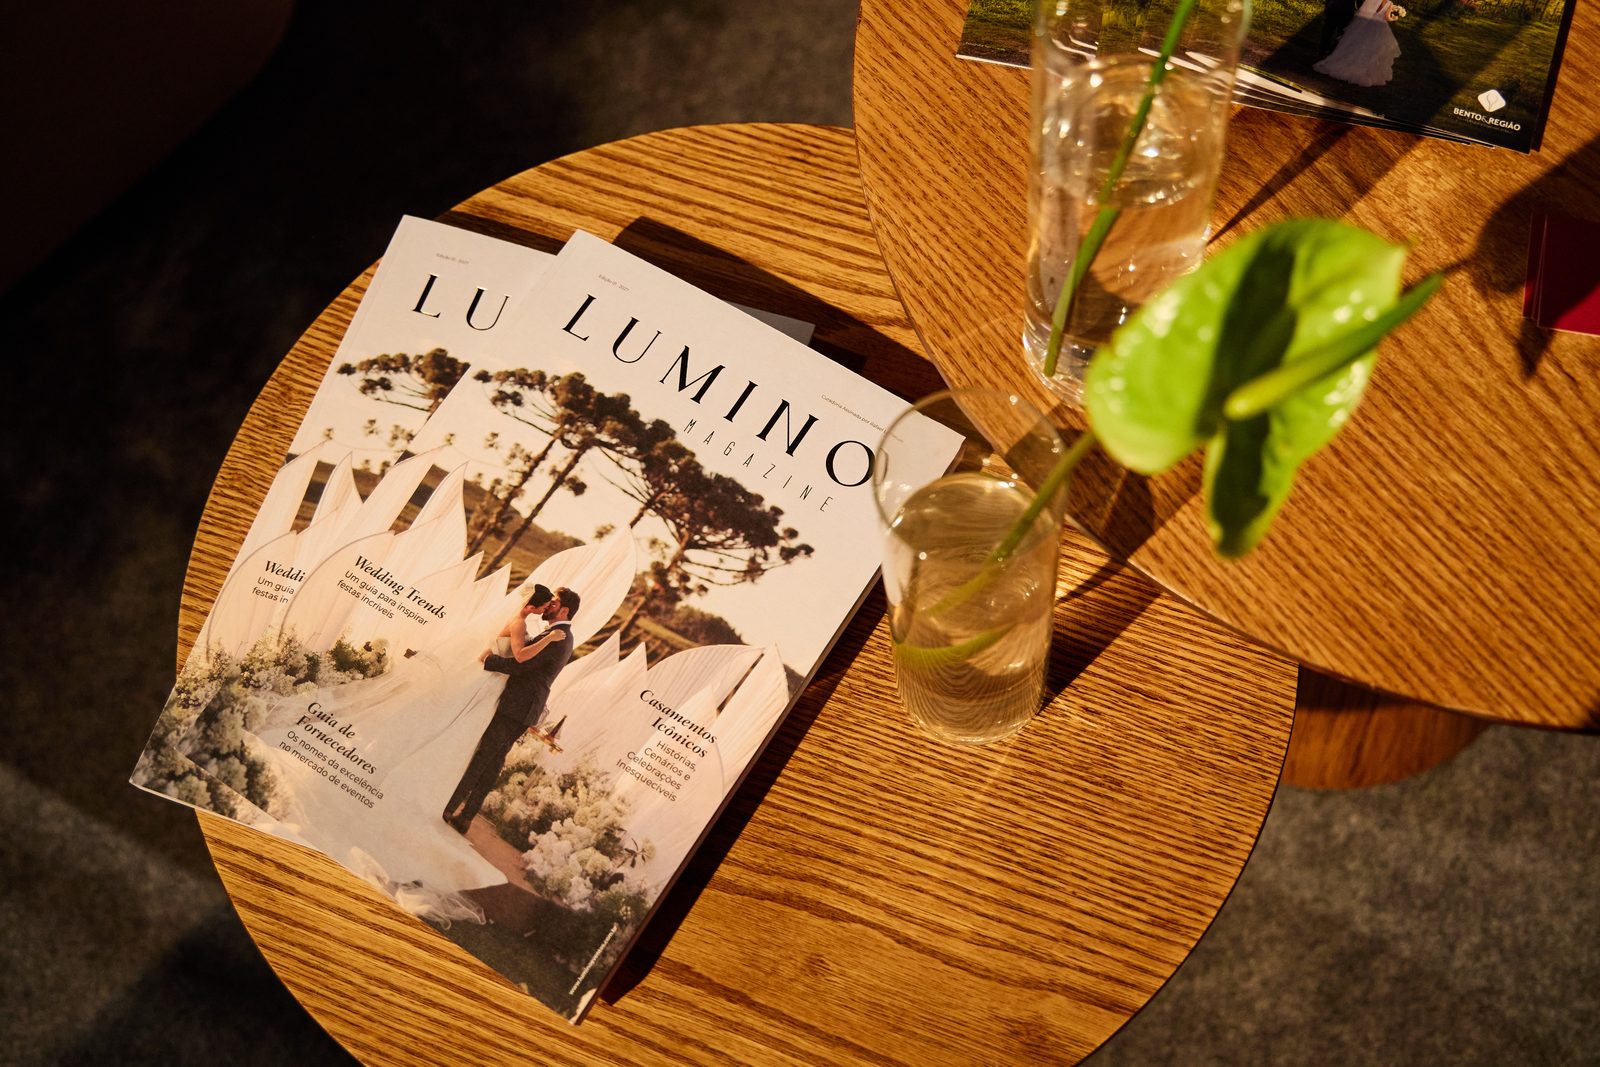 BENTO&REGIÃO
LU
Weddi
Um guia
festas in
LUMINO
MAGAZINE
Wedding Trends
Um guia para inspirar
festas incríveis
Guia de
Fornecedores
Os nomes da excelência
no mercado de eventos
Casamentos
Icônicos
Histórias,
Cenários e
Celebrações
Inesquecíveis